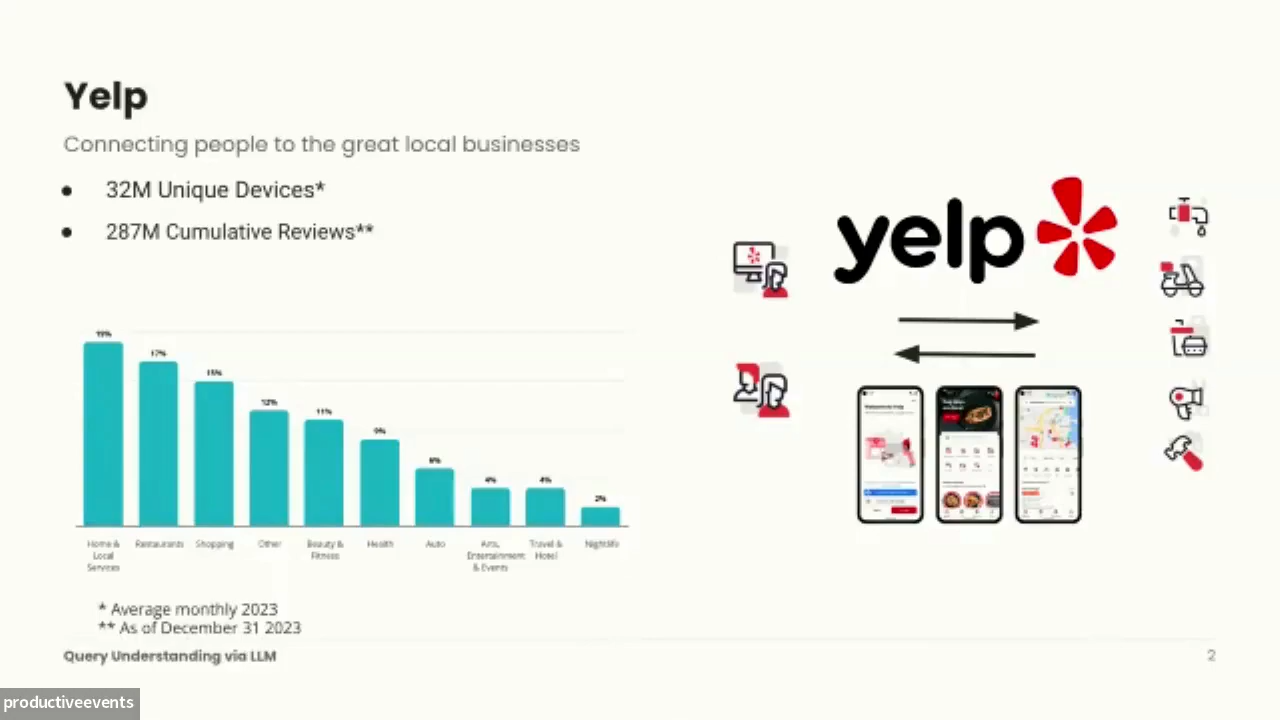 Yelp
Connecting people to the great local businesses
● 32M Unique Devices*
● 287M Cumulative Reviews**
yelp
19%
17%
15%
12%
11%
9%
6%
4%
4%
2%
Home &
Local
Services
Restaurants
Shopping
Other
Beauty &
Fitness
Health
Auto
Arts,
Entertainment
& Events
Travel &
Hotel
Nightlife
* Average monthly 2023
** As of December 31 2023
Query Understanding via LLM
2
productiveevents